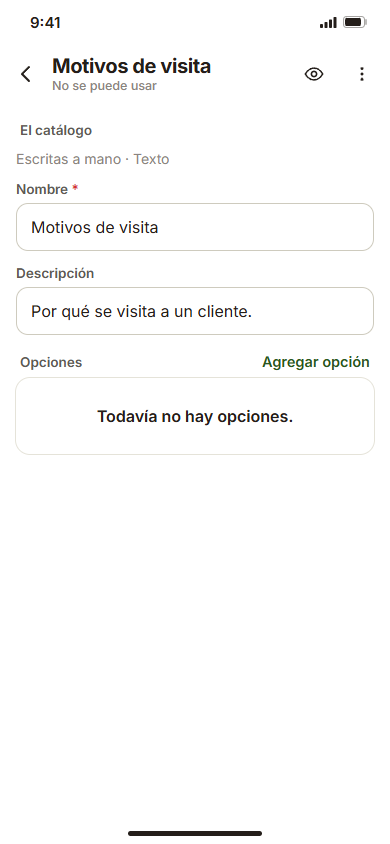 9:41
Motivos de visita
No se puede usar
El catálogo
Escritas a mano · Texto
Nombre *
Motivos de visita
Descripción
Por qué se visita a un cliente.
Opciones Agregar opción
Todavía no hay opciones.